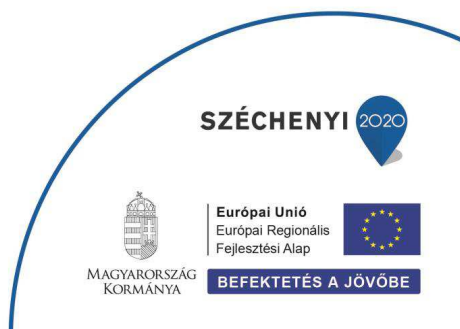 SZÉCHENYI 2020
Európai Unió
Európai Regionális
Fejlesztési Alap
MAGYARORSZÁG
KORMÁNYA
BEFEKTETÉS A JÖVŐBE